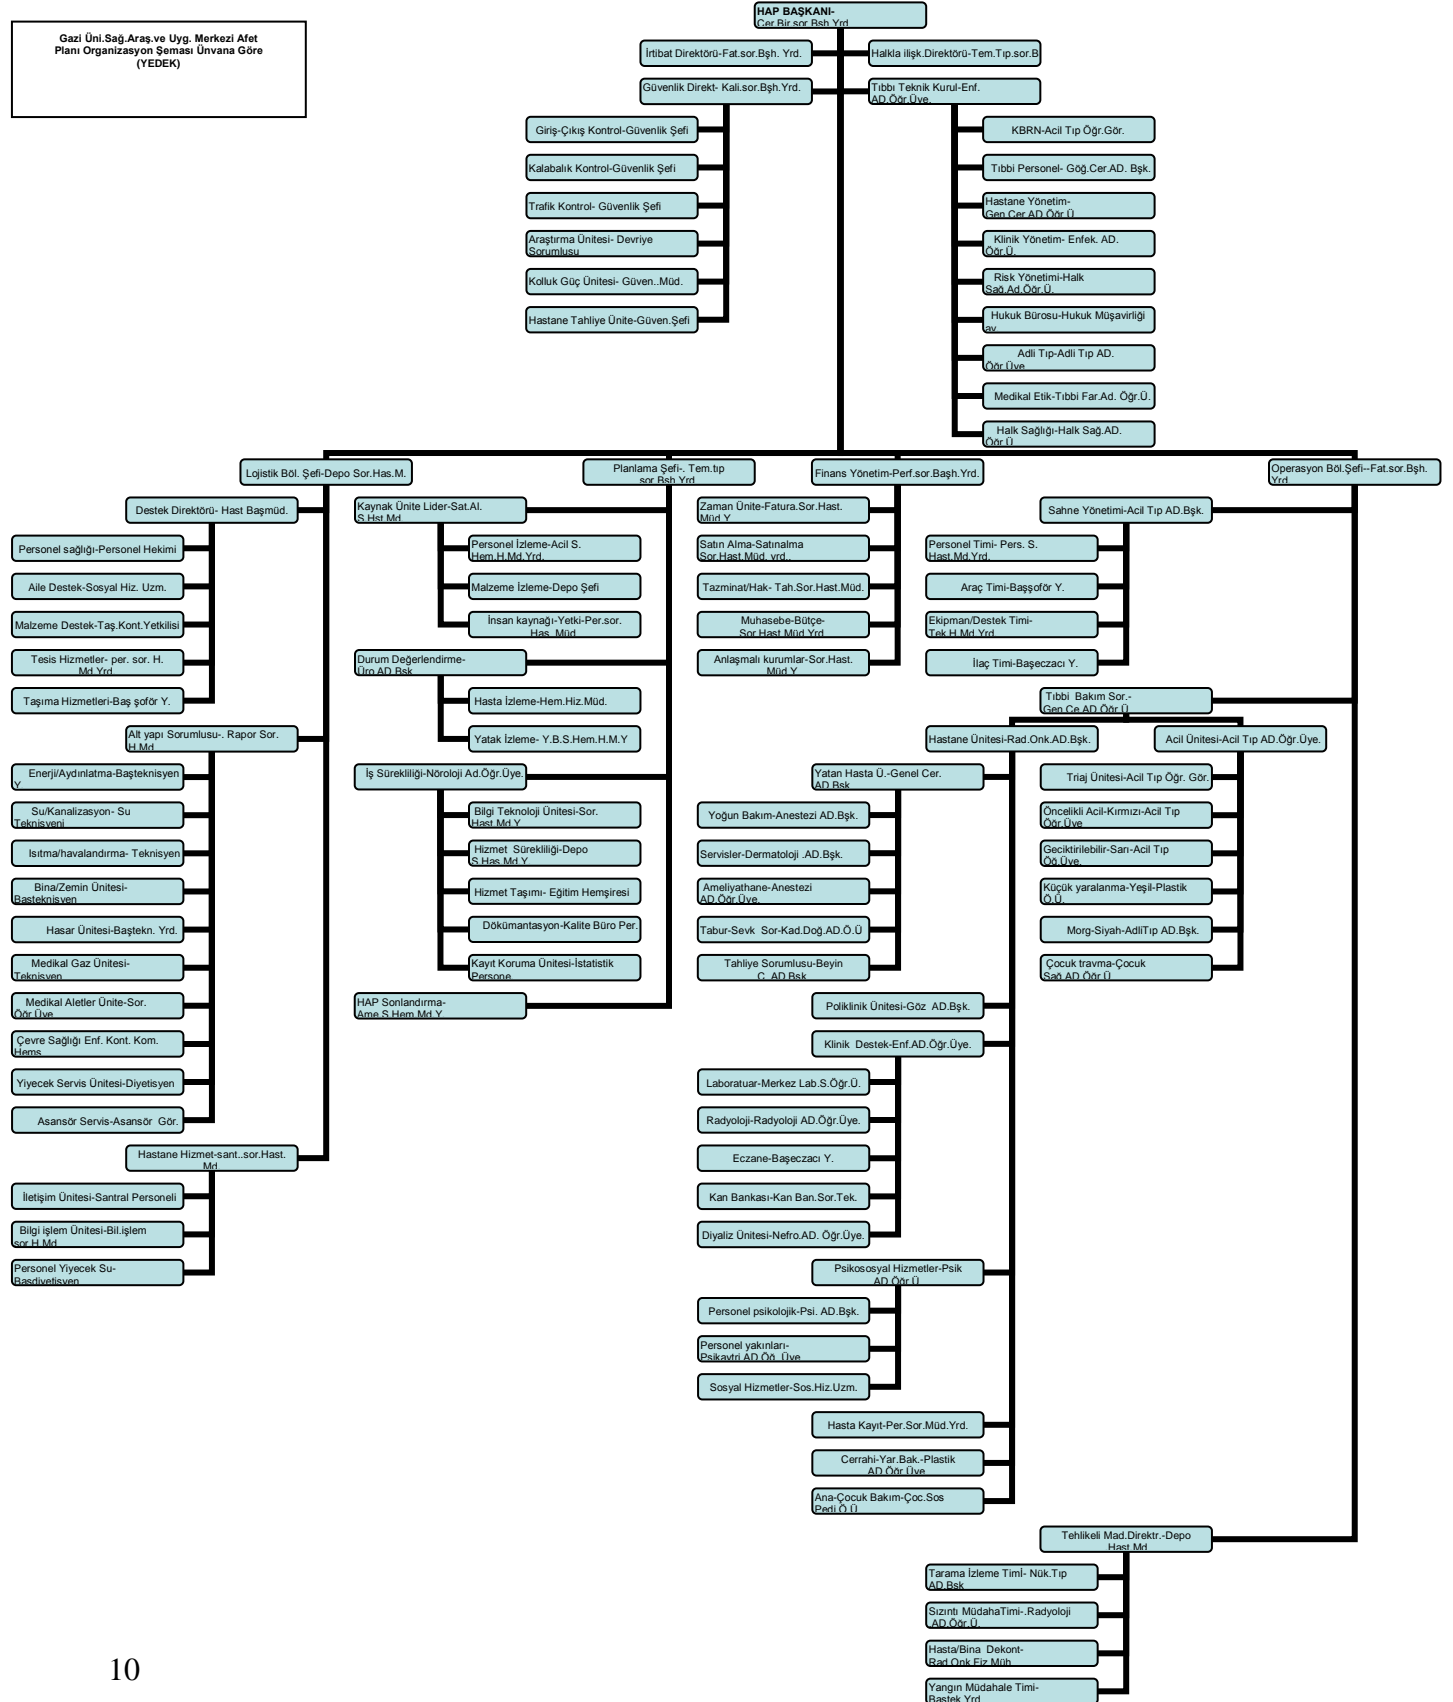 Gazi Üni.Sağ.Araş.ve Uyg. Merkezi Afet
Planı Organizasyon Şeması Ünvana Göre
(YEDEK)
HAP BAŞKANI-
Cer.Bir.sor.Bşh.Yrd.
İrtibat Direktörü-Fat.sor.Bşh. Yrd.
Halkla ilişk.Direktörü-Tem.Tıp.sor.B
Güvenlik Direkt- Kali.sor.Bşh.Yrd.
Tıbbı Teknik Kurul-Enf.
AD.Öğr.Üye.
Giriş-Çıkış Kontrol-Güvenlik Şefi
Kalabalık Kontrol-Güvenlik Şefi
Trafik Kontrol- Güvenlik Şefi
Araştırma Ünitesi- Devriye
Sorumlusu
Kolluk Güç Ünitesi- Güven..Müd.
Hastane Tahliye Ünite-Güven.Şefi
KBRN-Acil Tıp Öğr.Gör.
Tıbbi Personel- Göğ.Cer.AD. Bşk.
Hastane Yönetim-
Gen.Cer.AD.Öğr.Ü
Klinik Yönetim- Enfek. AD.
Öğr.Ü.
Risk Yönetimi-Halk
Sağ.Ad.Öğr.Ü.
Hukuk Bürosu-Hukuk Müşavirliği
av.
Adli Tıp-Adli Tıp AD.
Öğr.Üye
Medikal Etik-Tıbbi Far.Ad. Öğr.Ü.
Halk Sağlığı-Halk Sağ.AD.
Öğr.Ü
Lojistik Böl. Şefi-Depo Sor.Has.M.
Planlama Şefi-. Tem.tıp
sor.Bşh.Yrd
Finans Yönetim-Perf.sor.Başh.Yrd.
Operasyon Böl.Şefi--Fat.sor.Bşh.
Yrd.
Destek Direktörü- Hast Başmüd.
Personel sağlığı-Personel Hekimi
Aile Destek-Sosyal Hiz. Uzm.
Malzeme Destek-Taş.Kont.Yetkilisi
Tesis Hizmetler- per. sor. H.
Md.Yrd.
Taşıma Hizmetleri-Baş şoför Y.
Alt yapı Sorumlusu-. Rapor Sor.
H.Md.
Enerji/Aydınlatma-Başteknisyen
Y.
Su/Kanalizasyon- Su
Teknisyeni
Isıtma/havalandırma- Teknisyen
Bina/Zemin Ünitesi-
Başteknisyen
Hasar Ünitesi-Baştekn. Yrd.
Medikal Gaz Ünitesi-
Teknisyen
Medikal Aletler Ünite-Sor.
Öğr.Üye
Çevre Sağlığı Enf. Kont. Kom.
Hemş
Yiyecek Servis Ünitesi-Diyetisyen
Asansör Servis-Asansör  Gör.
Hastane Hizmet-sant..sor.Hast.
Md.
İletişim Ünitesi-Santral Personeli
Bilgi işlem Ünitesi-Bil.işlem
sor.H.Md
Personel Yiyecek Su-
Başdiyetisyen
Kaynak Ünite Lider-Sat.Al.
S.Hst.Md.
Personel İzleme-Acil S.
Hem.H.Md.Yrd.
Malzeme İzleme-Depo Şefi
İnsan kaynağı-Yetki-Per.sor.
Has. Müd
Durum Değerlendirme-
Üro.AD.Bşk
Hasta İzleme-Hem.Hiz.Müd.
Yatak İzleme- Y.B.S.Hem.H.M.Y
İş Sürekliliği-Nöroloji Ad.Öğr.Üye.
Bilgi Teknoloji Ünitesi-Sor.
Hast.Md.Y.
Hizmet  Sürekliliği-Depo
S.Has.Md.Y.
Hizmet Taşımı- Eğitim Hemşiresi
Dökümantasyon-Kalite Büro Per.
Kayıt Koruma Ünitesi-İstatistik
Persone
HAP Sonlandırma-
Ame.S.Hem.Md.Y.
Zaman Ünite-Fatura.Sor.Hast.
Müd.Y.
Satın Alma-Satınalma
Sor.Hast.Müd. yrd..
Tazminat/Hak- Tah.Sor.Hast.Müd.
Muhasebe-Bütçe-
Sor.Hast.Müd.Yrd.
Anlaşmalı kurumlar-Sor.Hast.
Müd.Y.
Sahne Yönetimi-Acil Tıp AD.Bşk.
Personel Timi- Pers. S.
Hast.Md.Yrd.
Araç Timi-Başşoför Y.
Ekipman/Destek Timi-
Tek.H.Md.Yrd.
İlaç Timi-Başeczacı Y.
Tıbbi  Bakım Sor.-
Gen.Ce.AD.Öğr.Ü
Hastane Ünitesi-Rad.Onk.AD.Bşk.
Acil Ünitesi-Acil Tıp AD.Öğr.Üye.
Yatan Hasta Ü.-Genel Cer.
AD.Bşk
Yoğun Bakım-Anestezi AD.Bşk.
Servisler-Dermatoloji .AD.Bşk.
Ameliyathane-Anestezi
AD.Öğr.Üye.
Tabur-Sevk  Sor-Kad.Doğ.AD.Ö.Ü
Tahliye Sorumlusu-Beyin
C. AD.Bşk
Triaj Ünitesi-Acil Tıp Öğr. Gör.
Öncelikli Acil-Kırmızı-Acil Tıp
Öğr.Üye
Geciktirilebilir-Sarı-Acil Tıp
Öğ.Üye.
Küçük yaralanma-Yeşil-Plastik
Ö.Ü.
Morg-Siyah-AdliTıp AD.Bşk.
Çocuk travma-Çocuk
Sağ.AD.Öğr.Ü
Poliklinik Ünitesi-Göz  AD.Bşk.
Klinik  Destek-Enf.AD.Öğr.Üye.
Laboratuar-Merkez Lab.S.Öğr.Ü.
Radyoloji-Radyoloji AD.Öğr.Üye.
Eczane-Başeczacı Y.
Kan Bankası-Kan Ban.Sor.Tek.
Diyaliz Ünitesi-Nefro.AD. Öğr.Üye.
Psikososyal Hizmetler-Psik
AD.Öğr.Ü
Personel psikolojik-Psi. AD.Bşk.
Personel yakınları-
Psikaytri.AD.Öğ. Üye
Sosyal Hizmetler-Sos.Hiz.Uzm.
Hasta Kayıt-Per.Sor.Müd.Yrd.
Cerrahi-Yar.Bak.-Plastik
AD.Öğr.Üye
Ana-Çocuk Bakım-Çoc.Sos
Pedi.Ö.Ü
Tehlikeli Mad.Direktr.-Depo
Hast.Md
Tarama İzleme Timİ- Nük.Tıp
AD.Bşk
Sızıntı MüdahaTimi-.Radyoloji
.AD.Öğr.Ü.
Hasta/Bina  Dekont-
Rad.Onk.Fiz.Müh.
Yangın Müdahale Timi-
Baştek.Yrd
10